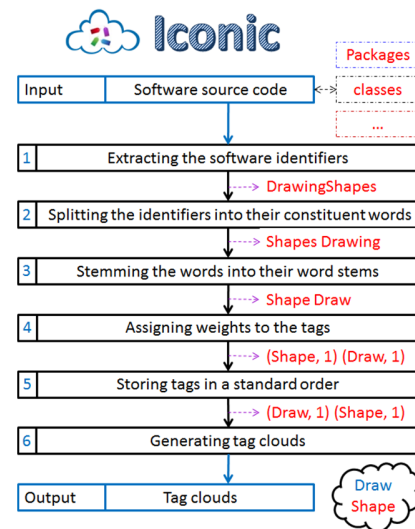 Iconic
Packages
Input Software source code classes
...
1 Extracting the software identifiers
DrawingShapes
2 Splitting the identifiers into their constituent words
Shapes Drawing
3 Stemming the words into their word stems
Shape Draw
4 Assigning weights to the tags
(Shape, 1) (Draw, 1)
5 Storing tags in a standard order
(Draw, 1) (Shape, 1)
6 Generating tag clouds
Output Tag clouds
Draw
Shape